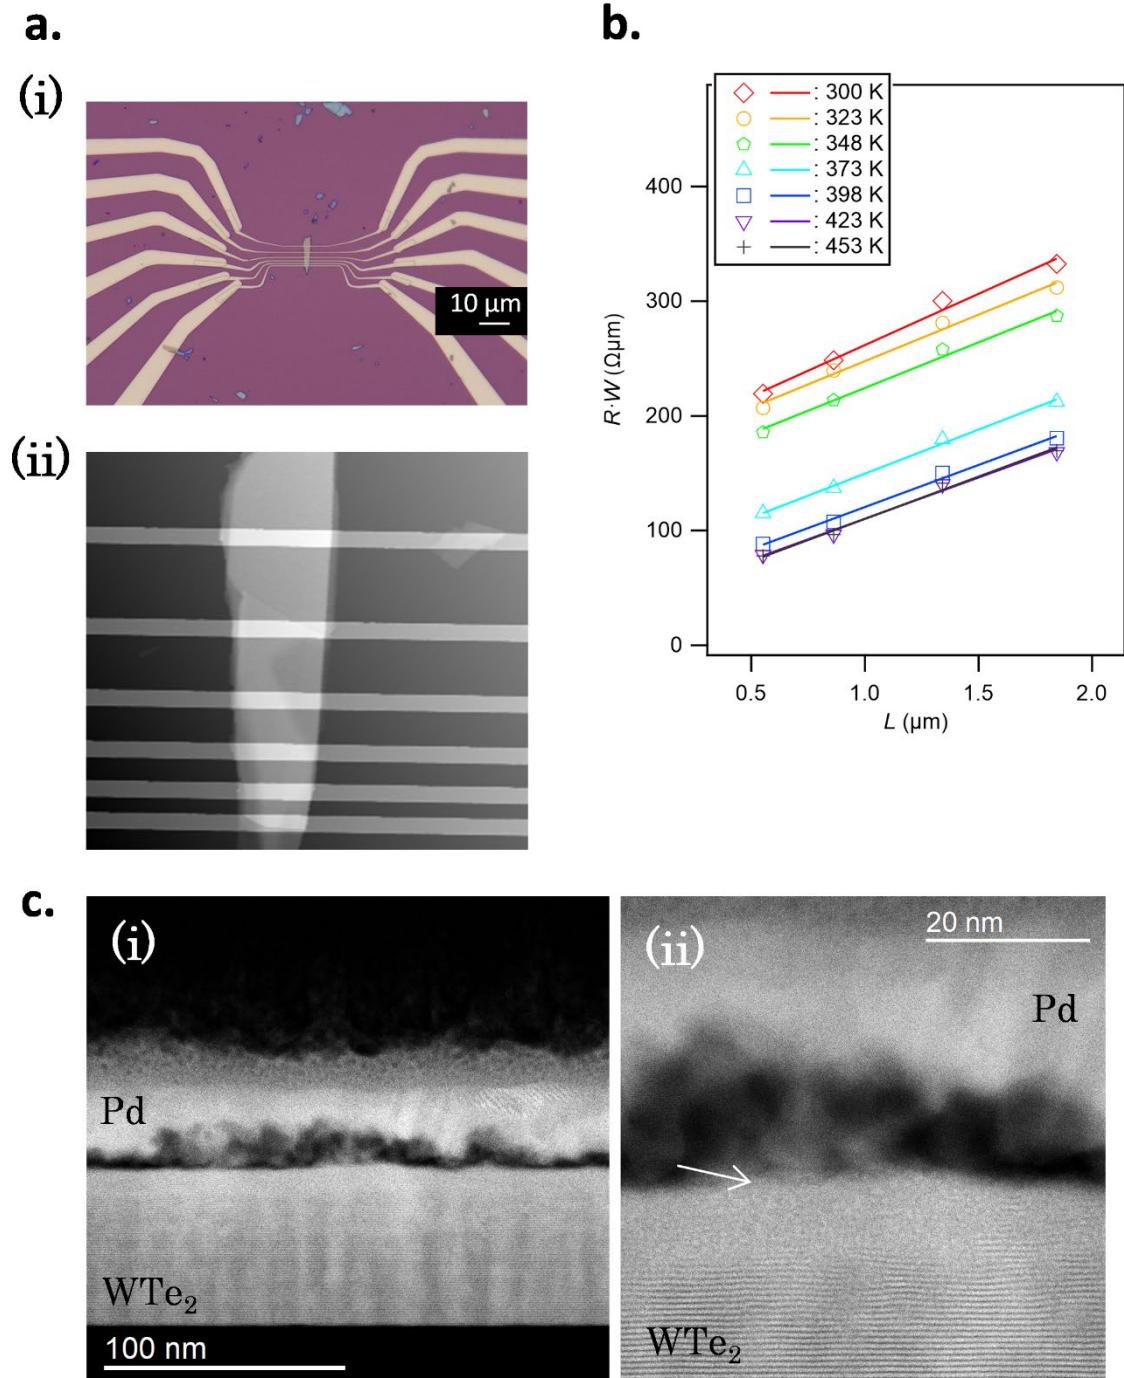 a.
(i)
10 µm
(ii)
b.
: 300 K
: 323 K
: 348 K
: 373 K
: 398 K
: 423 K
: 453 K
400
300
200
100
0
R·W (Ωµm)
0.5 1.0 1.5 2.0
L (µm)
c.
(i)
Pd
WTe₂
100 nm
(ii)
20 nm
Pd
WTe₂